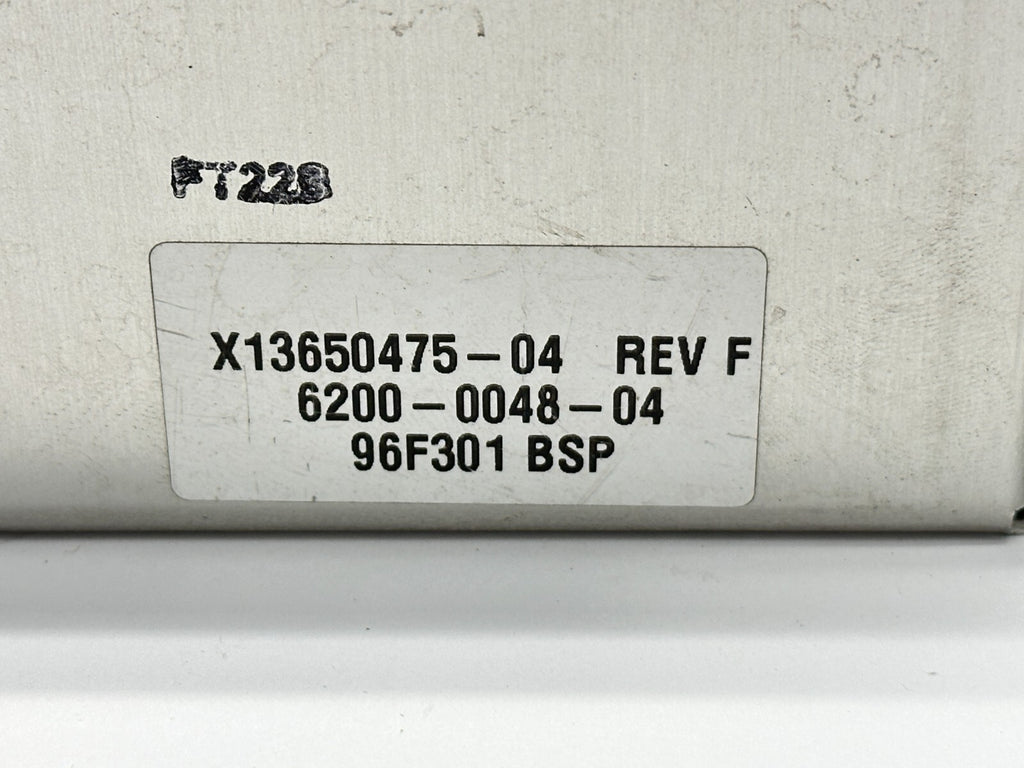 FT228
X13650475-04 REV F
6200-0048-04
96F301 BSP